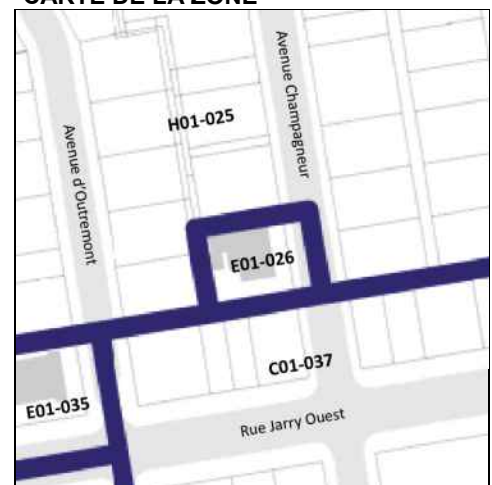 CARTE DE LA ZONE
Avenue Champagneur
H01-025
Avenue d'Outremont
E01-026
C01-037
E01-035
Rue Jarry Ouest